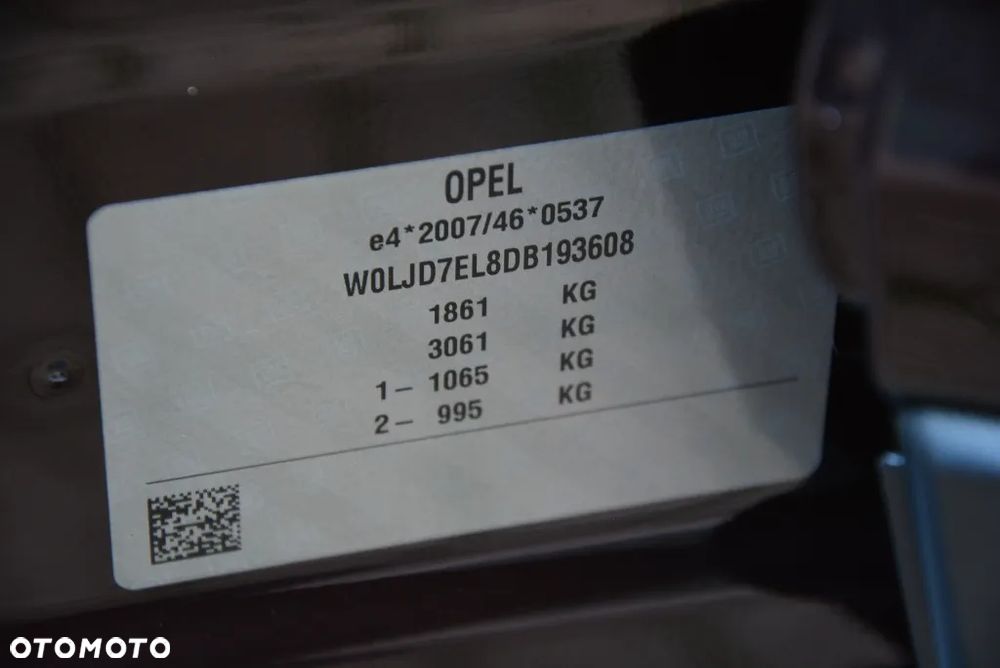 OPEL
e4*2007/46*0537
W0LJD7EL8DB193608
1861 KG
3061 KG
1– 1065 KG
2– 995 KG
OTOMOTO